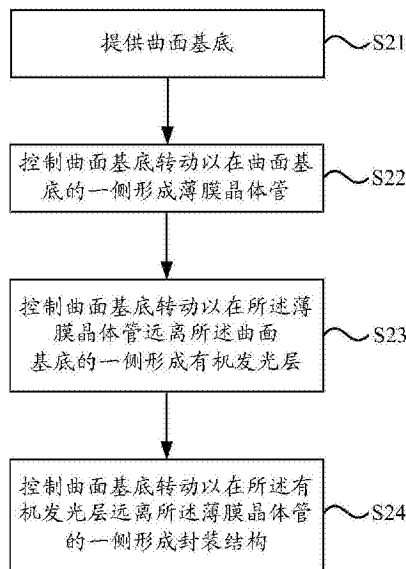 提供曲面基底
S21
控制曲面基底转动以在曲面基
底的一侧形成薄膜晶体管
S22
控制曲面基底转动以在所述薄
膜晶体管远离所述曲面
基底的一侧形成有机发光层
S23
控制曲面基底转动以在所述有
机发光层远离所述薄膜晶体管
的一侧形成封装结构
S24